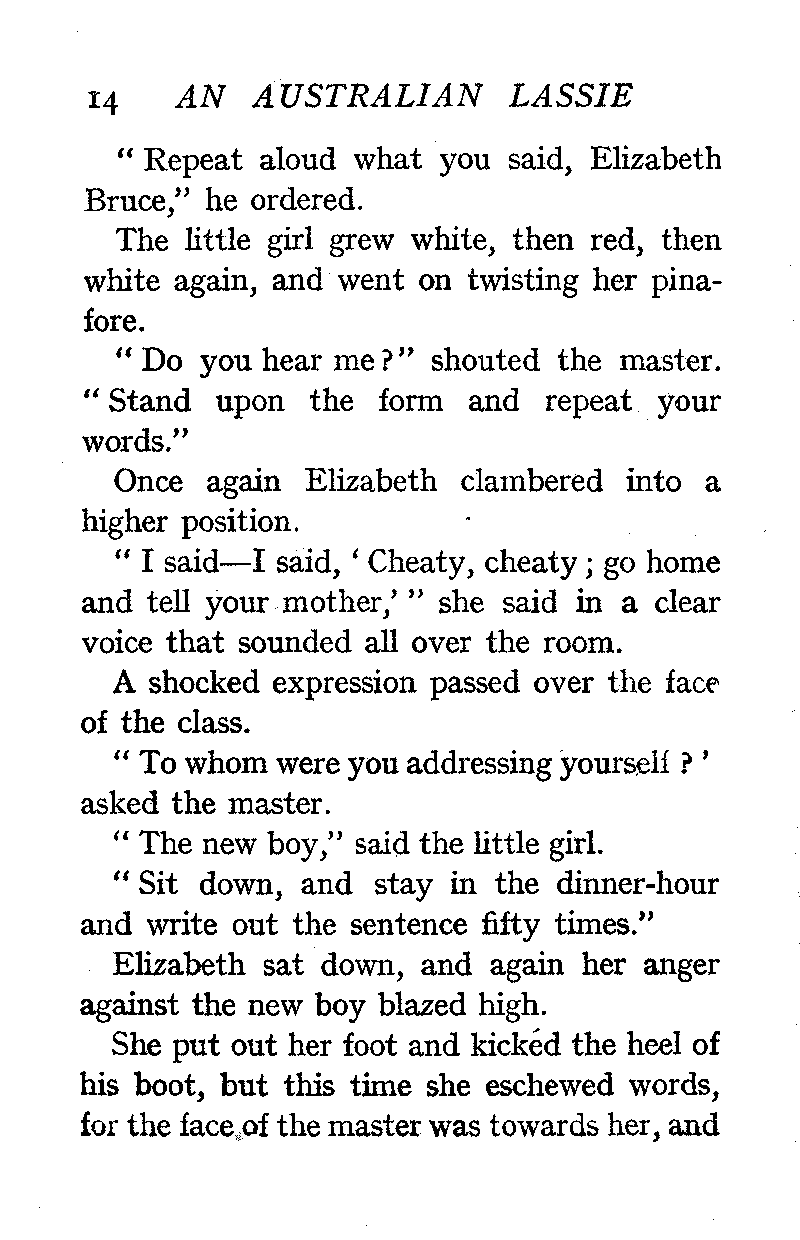 14 AN AUSTRALIAN LASSIE
“ Repeat aloud what you said, Elizabeth
Bruce,” he ordered.
The little girl grew white, then red, then
white again, and went on twisting her pina-
fore.
“ Do you hear me ?” shouted the master.
“ Stand upon the form and repeat your
words.”
Once again Elizabeth clambered into a
higher position.
“ I said—I said, ‘ Cheaty, cheaty ; go home
and tell your mother,’ ” she said in a clear
voice that sounded all over the room.
A shocked expression passed over the face
of the class.
“ To whom were you addressing yourself ? ’
asked the master.
“ The new boy,” said the little girl.
“ Sit down, and stay in the dinner-hour
and write out the sentence fifty times.”
Elizabeth sat down, and again her anger
against the new boy blazed high.
She put out her foot and kicked the heel of
his boot, but this time she eschewed words,
for the face of the master was towards her, and